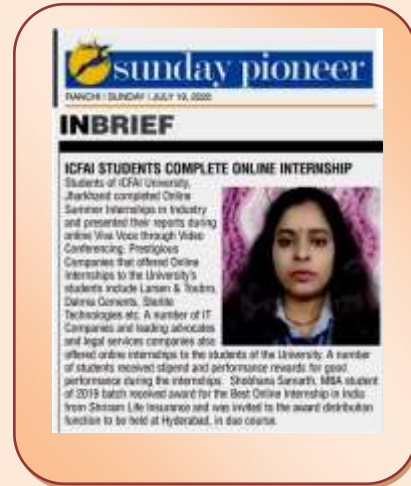 sunday pioneer
RANCHI | SUNDAY | JULY 19, 2020
INBRIEF
ICFAI STUDENTS COMPLETE ONLINE INTERNSHIP
Students of ICFAI University,
Jharkhand completed Online
Summer Internships in Industry
and presented their reports during
online Viva Voce through Video
Conferencing. Prestigious
Companies that offered Online
Internships to the University's
students include Larsen & Toubro,
Dalmia Cements, Sterlite
Technologies etc. A number of IT
Companies and leading advocates
and legal services companies also
offered online internships to the students of the University. A number
of students received stipend and performance rewards for good
performance during the internships. Shobhana Samarth, MBA student
of 2019 batch received award for the Best Online Internship in India
from Shriram Life Insurance and was invited to the award distribution
function to be held at Hyderabad, in due course.